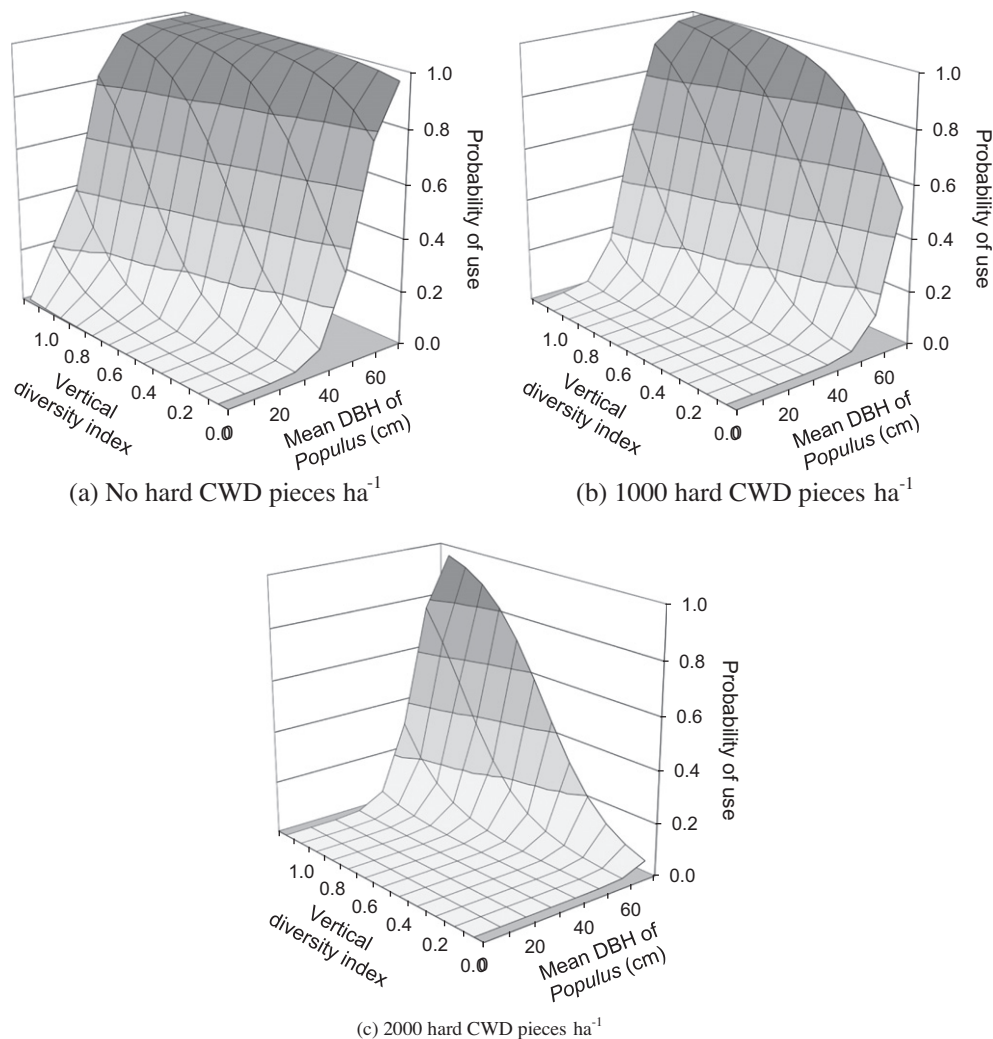 1.0
0.8
0.6
0.4
0.2
0.0
Probability of use
1.0
0.8
0.6
0.4
0.2
0.0
Vertical
diversity index
0
20
40
60
Mean DBH of
Populus (cm)
(a) No hard CWD pieces ha-1
1.0
0.8
0.6
0.4
0.2
0.0
Probability of use
1.0
0.8
0.6
0.4
0.2
0.0
Vertical
diversity index
0
20
40
60
Mean DBH of
Populus (cm)
(b) 1000 hard CWD pieces ha-1
1.0
0.8
0.6
0.4
0.2
0.0
Probability of use
1.0
0.8
0.6
0.4
0.2
0.0
Vertical
diversity index
0
20
40
60
Mean DBH of
Populus (cm)
(c) 2000 hard CWD pieces ha-1